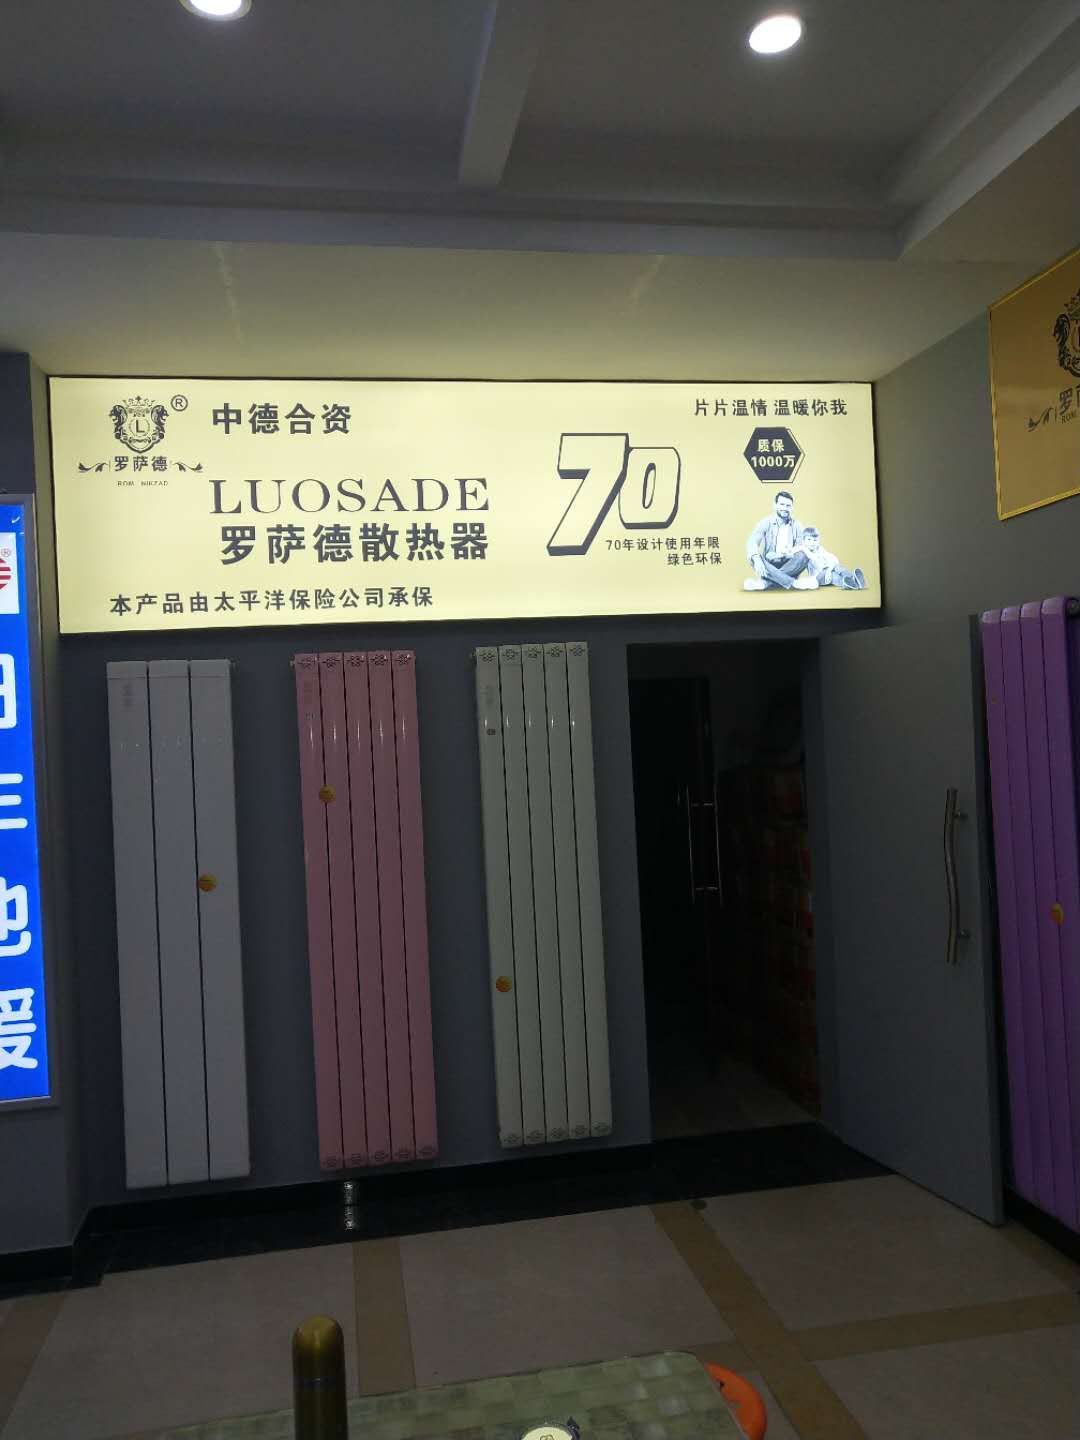 ®
罗萨德
中德合资
LUOSADE
罗萨德散热器
本产品由太平洋保险公司承保
片片温情 温暖你我
70
70年设计使用年限
绿色环保
质保
1000万
地
暖
罗
ROM